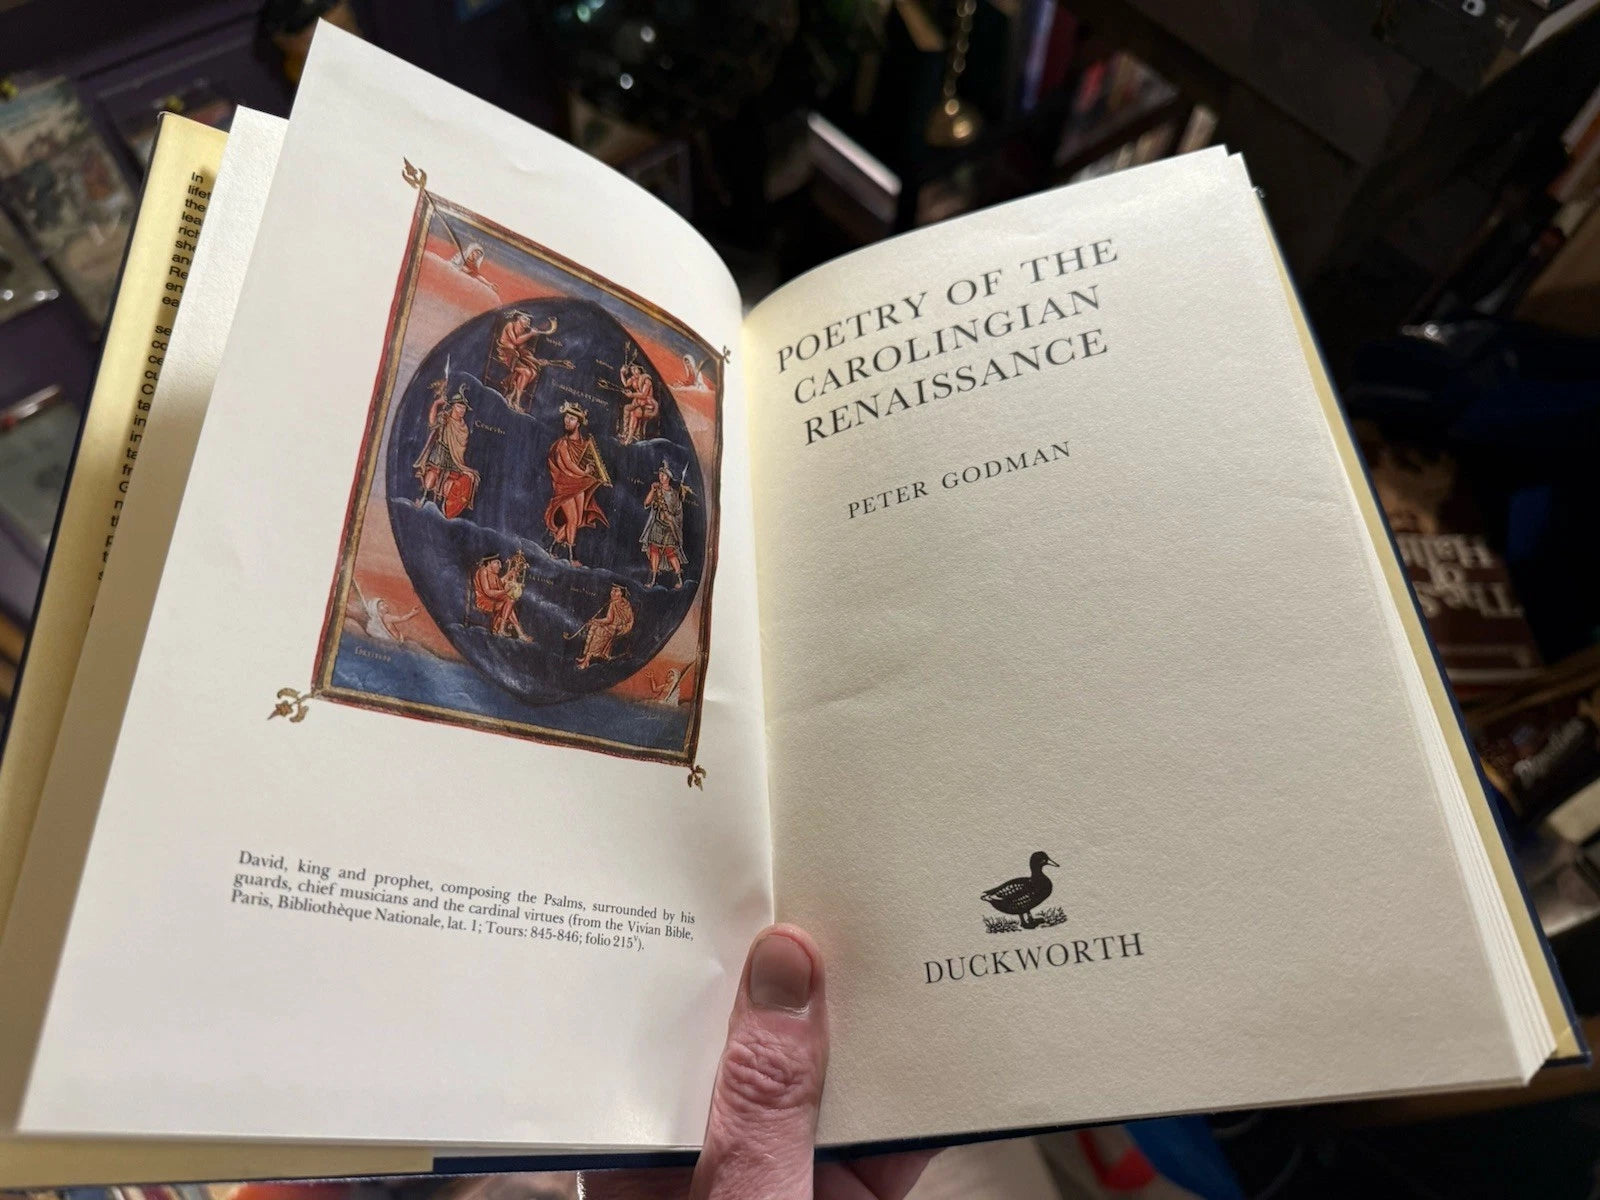 In
the
David, king and prophet, composing the Psalms, surrounded by his
guards, chief musicians and the cardinal virtues (from the Vivian Bible,
Paris, Bibliothèque Nationale, lat. 1; Tours: 845-846; folio 215ᵛ).
POETRY OF THE
CAROLINGIAN
RENAISSANCE
PETER GODMAN
DUCKWORTH